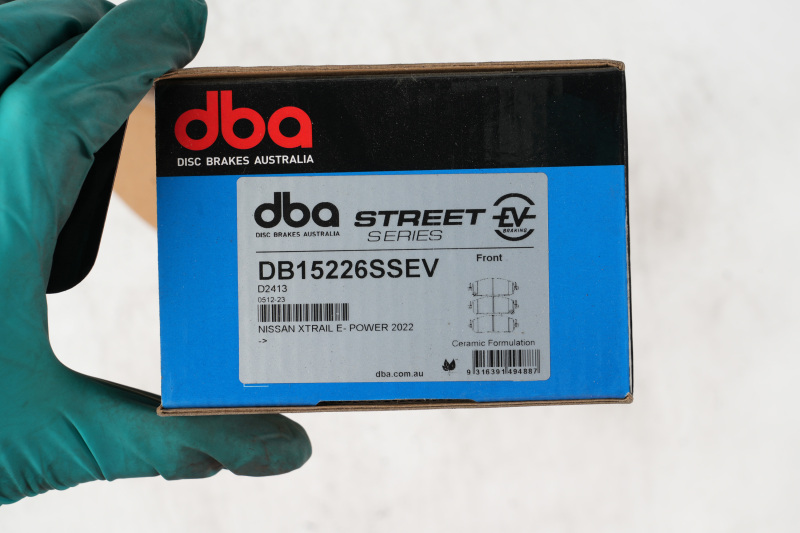 dba
DISC BRAKES AUSTRALIA
dba STREET EV
DISC BRAKES AUSTRALIA SERIES BRAKING
DB15226SSEV Front
D2413
0512-23
NISSAN XTRAIL E- POWER 2022
->
Ceramic Formulation
dba.com.au
9 316391 494887